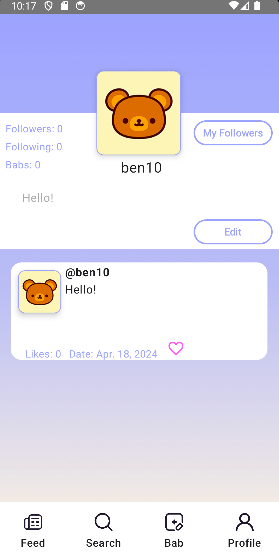 10:17
ben10
Followers: 0
Following: 0
Babs: 0
My Followers
Hello!
Edit
@ben10
Hello!
Likes: 0 Date: Apr. 18, 2024
Feed Search Bab Profile